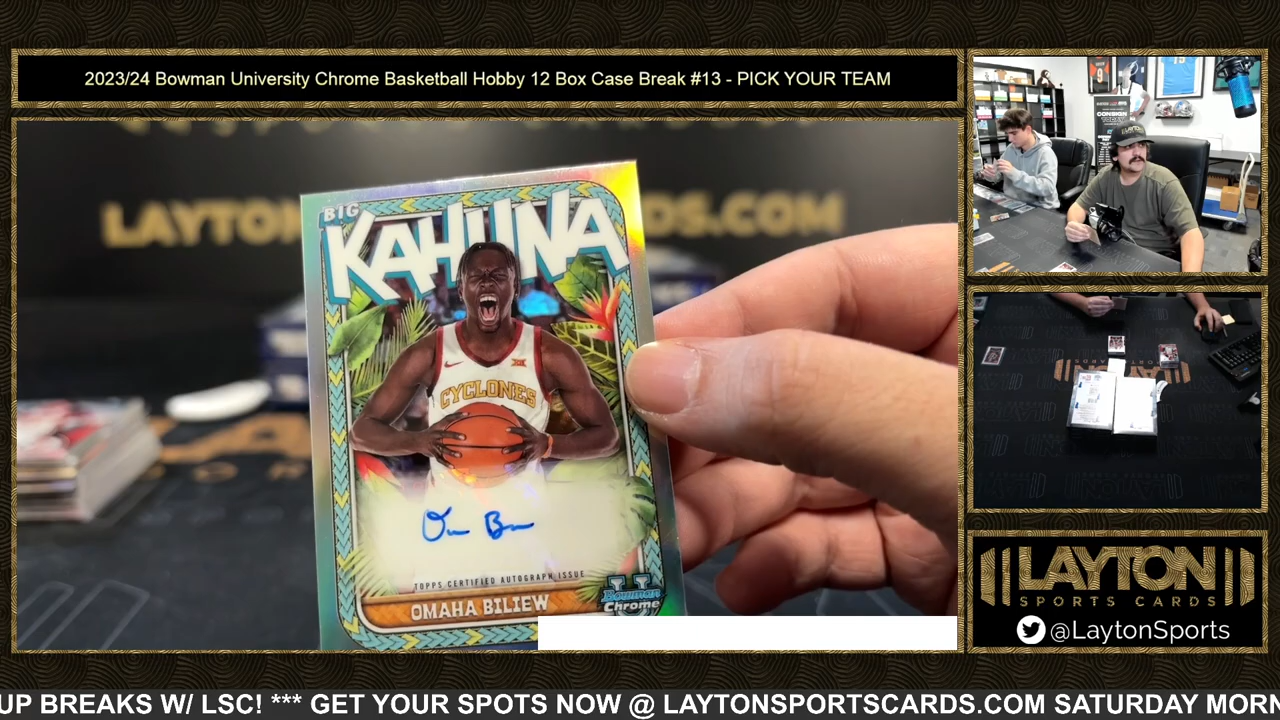 2023/24 Bowman University Chrome Basketball Hobby 12 Box Case Break #13 - PICK YOUR TEAM
BIG
KAHUNA
CYCLONES
TOPPS CERTIFIED AUTOGRAPH ISSUE
OMAHA BILIEW
U
Bowman
Chrome
CONSIGN
LAYTON
SPORTS CARDS
@LaytonSports
UP BREAKS W/ LSC! *** GET YOUR SPOTS NOW @ LAYTONSPORTSCARDS.COM SATURDAY MORN